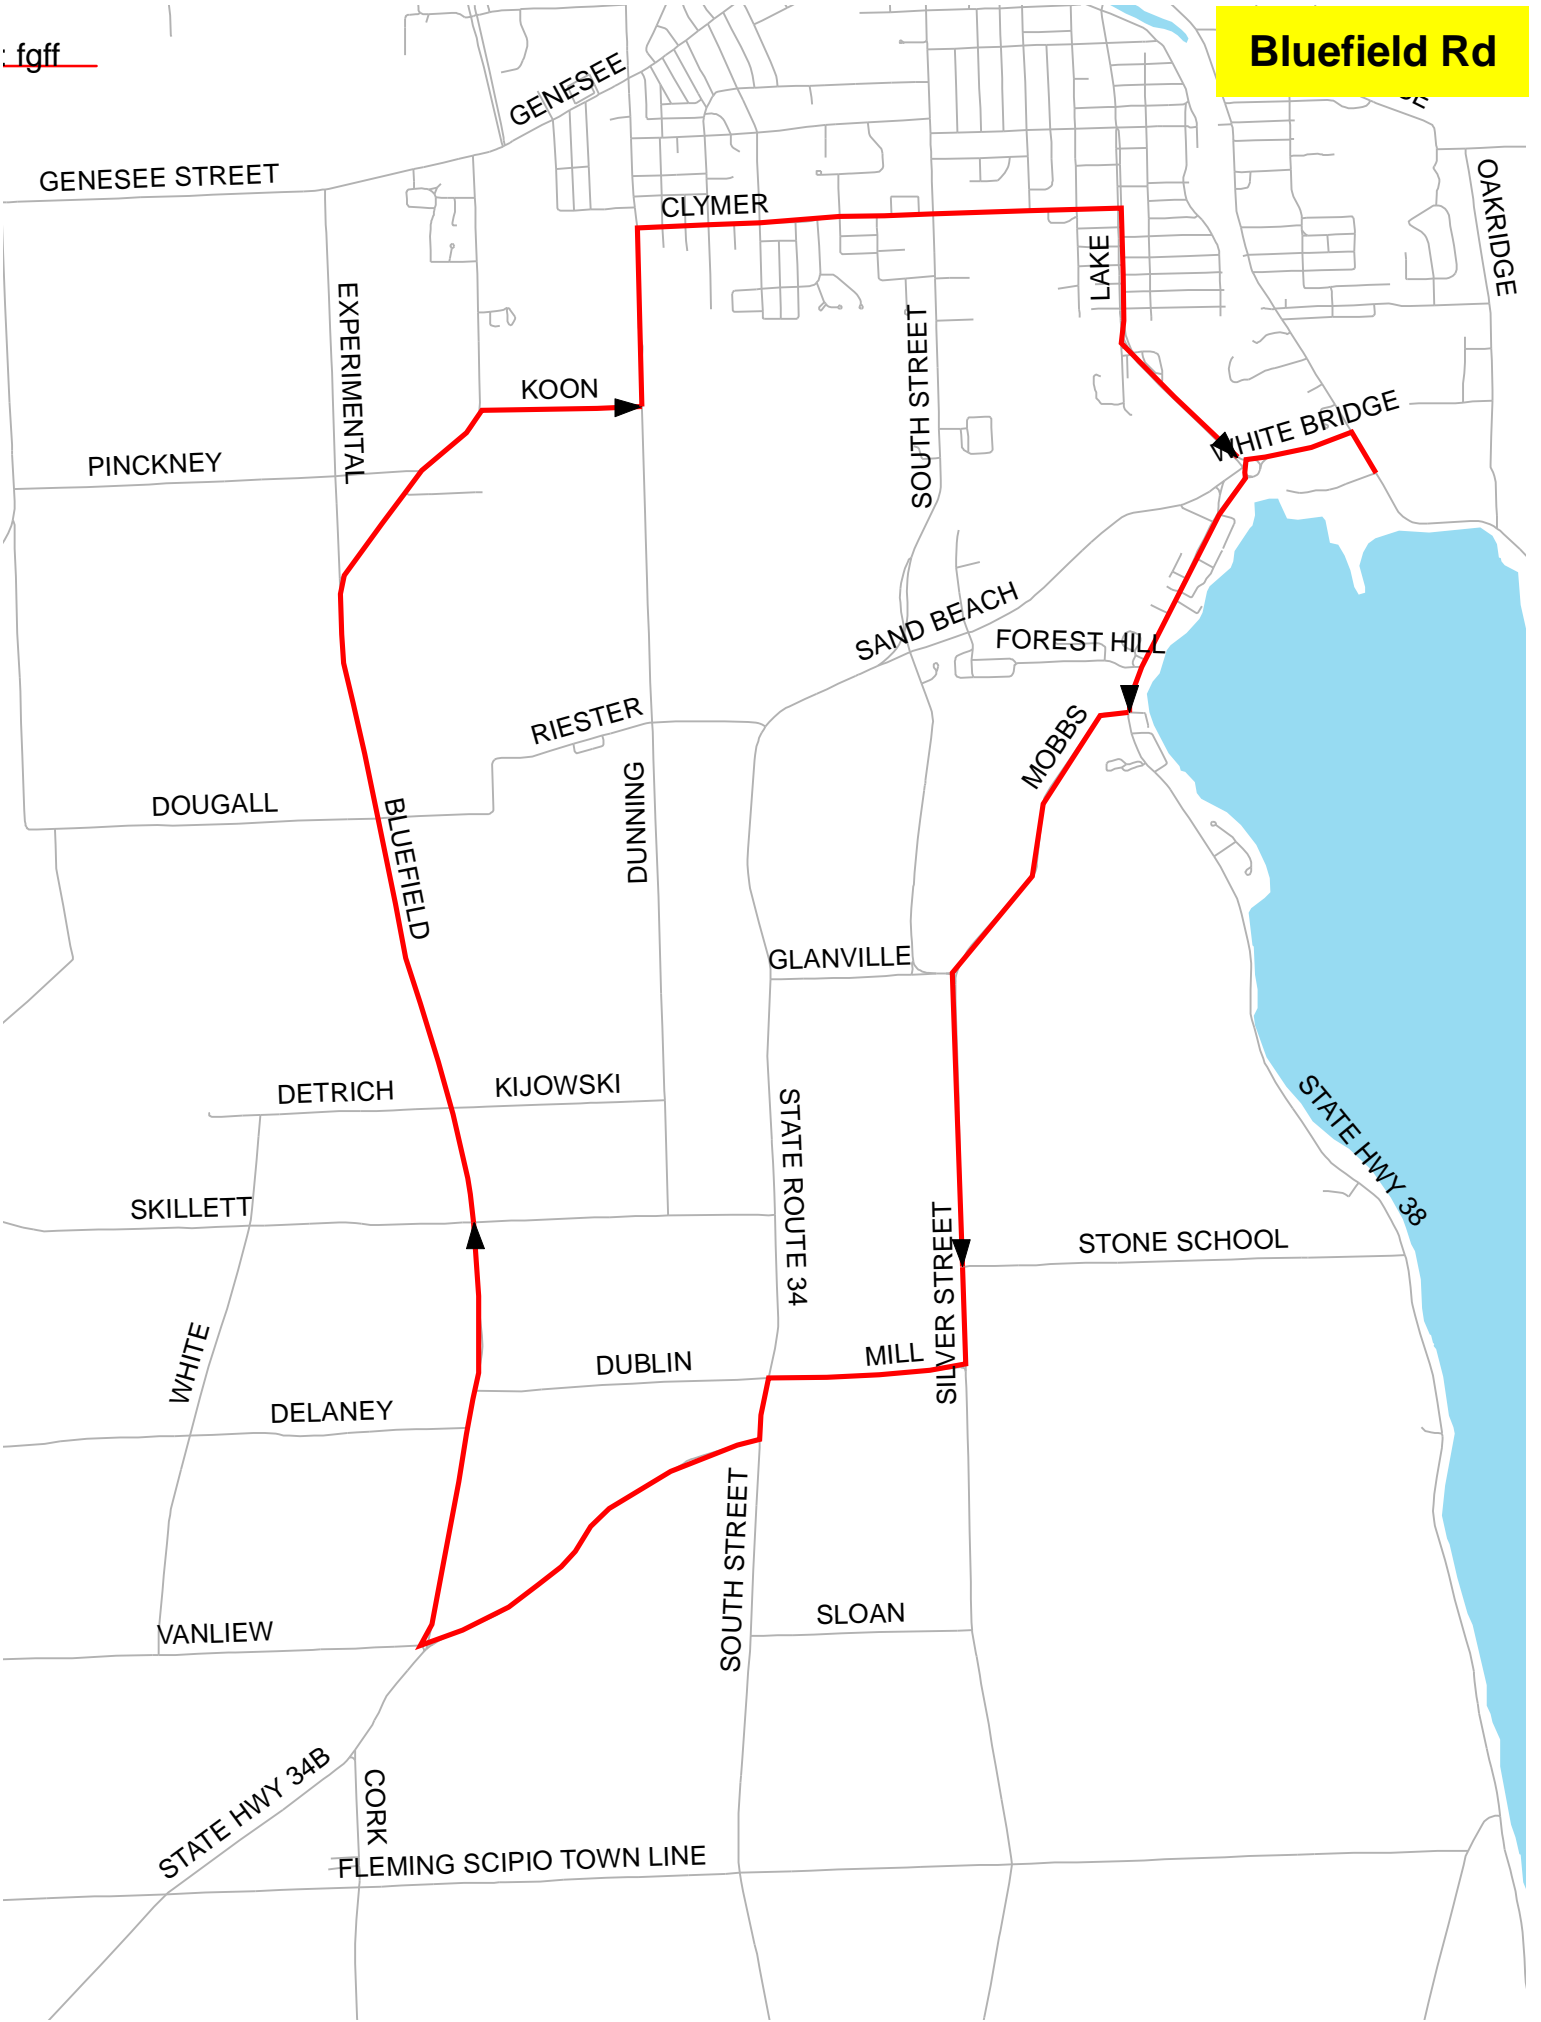 Bluefield Rd
: fgff
GENESEE
GENESEE STREET
OAKRIDGE
CLYMER
LAKE
EXPERIMENTAL
SOUTH STREET
KOON
WHITE BRIDGE
PINCKNEY
SAND BEACH
FOREST HILL
RIESTER
MOBBS
DUNNING
DOUGALL
BLUEFIELD
GLANVILLE
DETRICH
KIJOWSKI
STATE HWY 38
STATE ROUTE 34
SKILLETT
SILVER STREET
STONE SCHOOL
WHITE
DUBLIN
MILL
DELANEY
SOUTH STREET
SLOAN
VANLIEW
STATE HWY 34B
CORK
FLEMING SCIPIO TOWN LINE